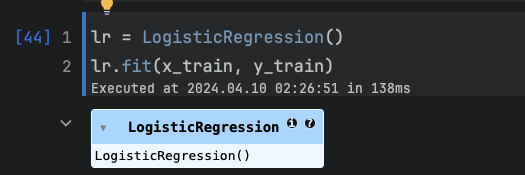 [44] 1 lr = LogisticRegression()
2 lr.fit(x_train, y_train)
Executed at 2024.04.10 02:26:51 in 138ms
▼ LogisticRegression i ?
LogisticRegression()